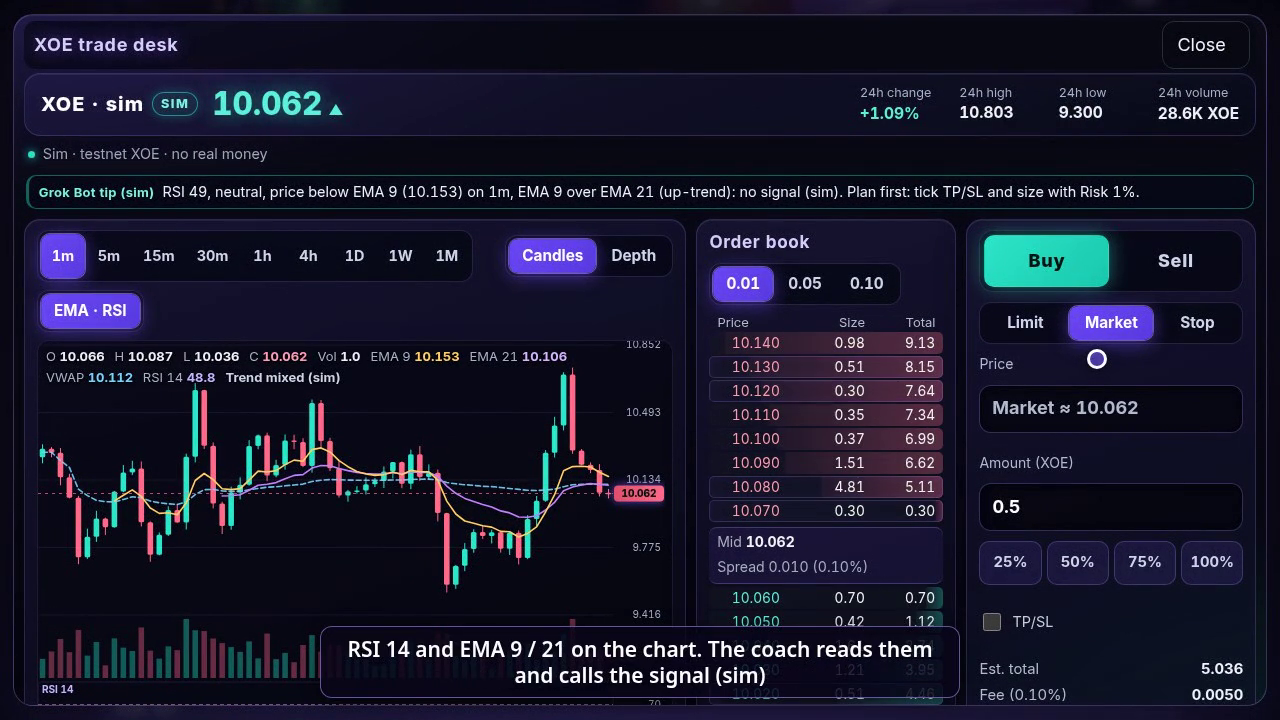 XOE trade desk
Close
XOE · sim SIM 10.062 ▲
24h change 24h high 24h low 24h volume
+1.09% 10.803 9.300 28.6K XOE
Sim · testnet XOE · no real money
Grok Bot tip (sim) RSI 49, neutral, price below EMA 9 (10.153) on 1m, EMA 9 over EMA 21 (up-trend): no signal (sim). Plan first: tick TP/SL and size with Risk 1%.
1m 5m 15m 30m 1h 4h 1D 1W 1M
Candles Depth
EMA · RSI
O 10.066 H 10.087 L 10.036 C 10.062 Vol 1.0 EMA 9 10.153 EMA 21 10.106
VWAP 10.112 RSI 14 48.8 Trend mixed (sim)
10.852
10.493
10.134
10.062
9.775
9.416
RSI 14
70
Order book
0.01 0.05 0.10
Price Size Total
10.140 0.98 9.13
10.130 0.51 8.15
10.120 0.30 7.64
10.110 0.35 7.34
10.100 0.37 6.99
10.090 1.51 6.62
10.080 4.81 5.11
10.070 0.30 0.30
Mid 10.062
Spread 0.010 (0.10%)
10.060 0.70 0.70
10.050 0.42 1.12
1.21 3.95
10.020 0.51 4.46
Buy Sell
Limit Market Stop
Price
Market ≈ 10.062
Amount (XOE)
0.5
25% 50% 75% 100%
TP/SL
Est. total 5.036
Fee (0.10%) 0.0050
RSI 14 and EMA 9 / 21 on the chart. The coach reads them
and calls the signal (sim)